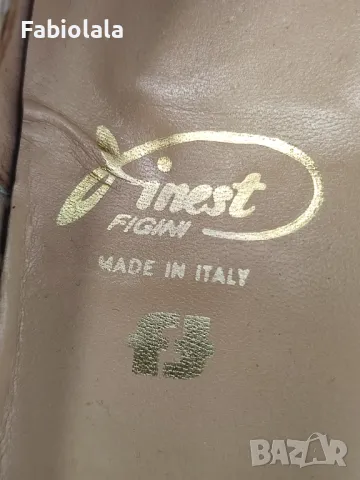 Fabiolala
Finest
FIGINI
MADE IN ITALY
BAZAR